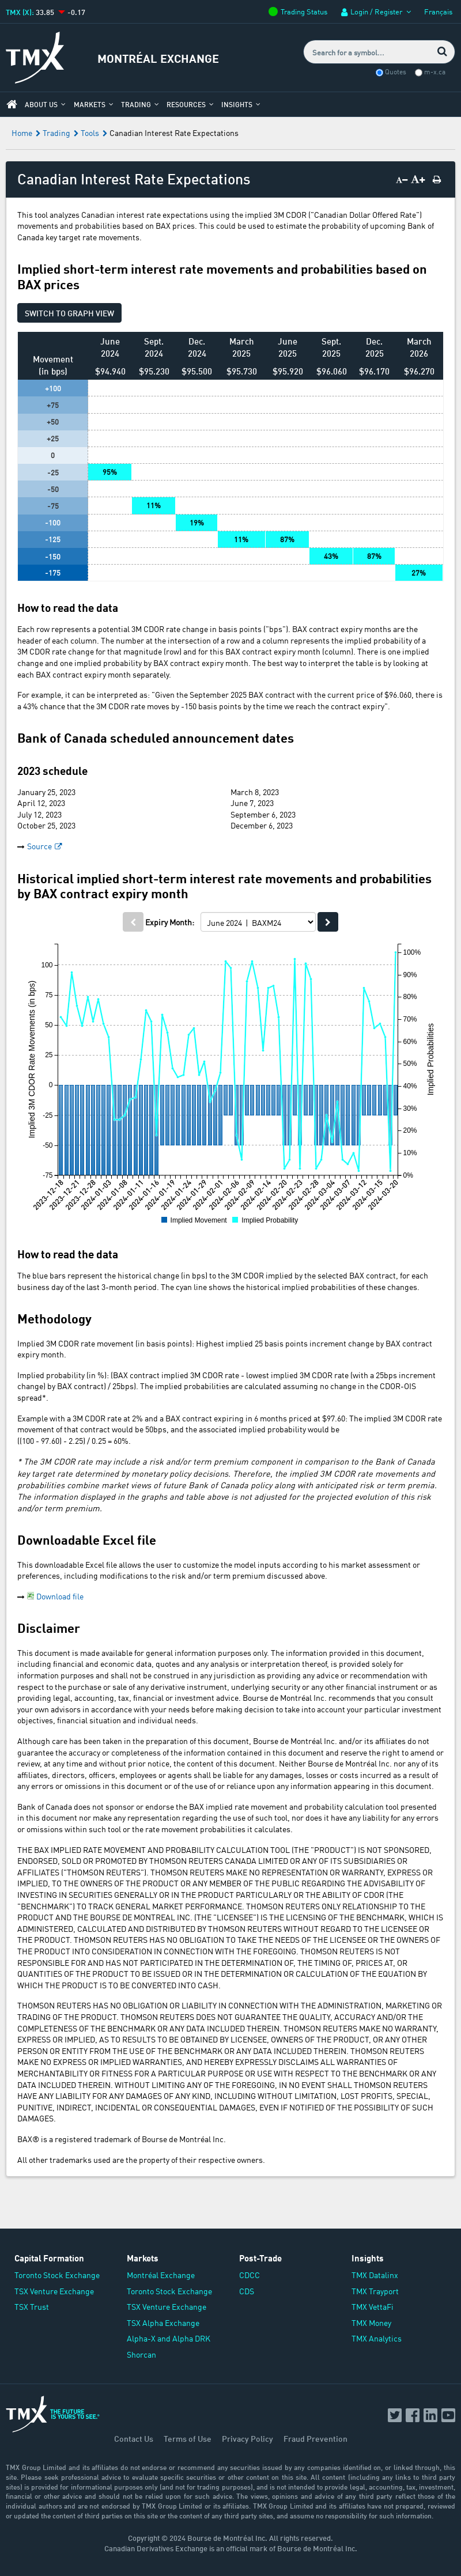 TMX (X): 33.85 -0.17
Trading Status Login / Register Français
TMX MONTRÉAL EXCHANGE
Search for a symbol...
Quotes m-x.ca
ABOUT US MARKETS TRADING RESOURCES INSIGHTS
Home Trading Tools Canadian Interest Rate Expectations
Canadian Interest Rate Expectations
A− A+
This tool analyzes Canadian interest rate expectations using the implied 3M CDOR ("Canadian Dollar Offered Rate")
movements and probabilities based on BAX prices. This could be used to estimate the probability of upcoming Bank of
Canada key target rate movements.
Implied short-term interest rate movements and probabilities based on
BAX prices
SWITCH TO GRAPH VIEW
Movement (in bps)
June 2024 Sept. 2024 Dec. 2024 March 2025 June 2025 Sept. 2025 Dec. 2025 March 2026
$94.940 $95.230 $95.500 $95.730 $95.920 $96.060 $96.170 $96.270
+100
+75
+50
+25
0
-25 95%
-50
-75 11%
-100 19%
-125 11% 87%
-150 43% 87%
-175 27%
How to read the data
Each row represents a potential 3M CDOR rate change in basis points ("bps"). BAX contract expiry months are the
header of each column. The number at the intersection of a row and a column represents the implied probability of a
3M CDOR rate change for that magnitude (row) and for this BAX contract expiry month (column). There is one implied
change and one implied probability by BAX contract expiry month. The best way to interpret the table is by looking at
each BAX contract expiry month separately.
For example, it can be interpreted as: "Given the September 2025 BAX contract with the current price of $96.060, there is
a 43% chance that the 3M CDOR rate moves by -150 basis points by the time we reach the contract expiry".
Bank of Canada scheduled announcement dates
2023 schedule
January 25, 2023 March 8, 2023
April 12, 2023 June 7, 2023
July 12, 2023 September 6, 2023
October 25, 2023 December 6, 2023
Source
Historical implied short-term interest rate movements and probabilities
by BAX contract expiry month
Expiry Month: June 2024 | BAXM24
Implied 3M CDOR Rate Movements (in bps)
100
75
50
25
0
-25
-50
-75
100%
90%
80%
70%
60%
50%
40%
30%
20%
10%
0%
Implied Probabilities
2023-12-18 2023-12-21 2023-12-28 2024-01-03 2024-01-08 2024-01-11 2024-01-16 2024-01-19 2024-01-24 2024-01-29 2024-02-01 2024-02-06 2024-02-09 2024-02-14 2024-02-20 2024-02-23 2024-02-28 2024-03-04 2024-03-07 2024-03-12 2024-03-15 2024-03-20
Implied Movement Implied Probability
How to read the data
The blue bars represent the historical change (in bps) to the 3M CDOR implied by the selected BAX contract, for each
business day of the last 3-month period. The cyan line shows the historical implied probabilities of these changes.
Methodology
Implied 3M CDOR rate movement (in basis points): Highest implied 25 basis points increment change by BAX contract
expiry month.
Implied probability (in %): (BAX contract implied 3M CDOR rate - lowest implied 3M CDOR rate (with a 25bps increment
change) by BAX contract) / 25bps). The implied probabilities are calculated assuming no change in the CDOR-OIS
spread*.
Example with a 3M CDOR rate at 2% and a BAX contract expiring in 6 months priced at $97.60: The implied 3M CDOR rate
movement of that contract would be 50bps, and the associated implied probability would be
((100 - 97.60) - 2.25) / 0.25 = 60%.
* The 3M CDOR rate may include a risk and/or term premium component in comparison to the Bank of Canada
key target rate determined by monetary policy decisions. Therefore, the implied 3M CDOR rate movements and
probabilities combine market views of future Bank of Canada policy along with anticipated risk or term premia.
The information displayed in the graphs and table above is not adjusted for the projected evolution of this risk
and/or term premium.
Downloadable Excel file
This downloadable Excel file allows the user to customize the model inputs according to his market assessment or
preferences, including modifications to the risk and/or term premium discussed above.
Download file
Disclaimer
This document is made available for general information purposes only. The information provided in this document,
including financial and economic data, quotes and any analysis or interpretation thereof, is provided solely for
information purposes and shall not be construed in any jurisdiction as providing any advice or recommendation with
respect to the purchase or sale of any derivative instrument, underlying security or any other financial instrument or as
providing legal, accounting, tax, financial or investment advice. Bourse de Montréal Inc. recommends that you consult
your own advisors in accordance with your needs before making decision to take into account your particular investment
objectives, financial situation and individual needs.
Although care has been taken in the preparation of this document, Bourse de Montréal Inc. and/or its affiliates do not
guarantee the accuracy or completeness of the information contained in this document and reserve the right to amend or
review, at any time and without prior notice, the content of this document. Neither Bourse de Montréal Inc. nor any of its
affiliates, directors, officers, employees or agents shall be liable for any damages, losses or costs incurred as a result of
any errors or omissions in this document or of the use of or reliance upon any information appearing in this document.
Bank of Canada does not sponsor or endorse the BAX implied rate movement and probability calculation tool presented
in this document nor make any representation regarding the use of such tool, nor does it have any liability for any errors
or omissions within such tool or the rate movement probabilities it calculates.
THE BAX IMPLIED RATE MOVEMENT AND PROBABILITY CALCULATION TOOL (THE "PRODUCT") IS NOT SPONSORED,
ENDORSED, SOLD OR PROMOTED BY THOMSON REUTERS CANADA LIMITED OR ANY OF ITS SUBSIDIARIES OR
AFFILIATES ("THOMSON REUTERS"). THOMSON REUTERS MAKE NO REPRESENTATION OR WARRANTY, EXPRESS OR
IMPLIED, TO THE OWNERS OF THE PRODUCT OR ANY MEMBER OF THE PUBLIC REGARDING THE ADVISABILITY OF
INVESTING IN SECURITIES GENERALLY OR IN THE PRODUCT PARTICULARLY OR THE ABILITY OF CDOR (THE
"BENCHMARK") TO TRACK GENERAL MARKET PERFORMANCE. THOMSON REUTERS ONLY RELATIONSHIP TO THE
PRODUCT AND THE BOURSE DE MONTREAL INC. (THE "LICENSEE") IS THE LICENSING OF THE BENCHMARK, WHICH IS
ADMINISTERED, CALCULATED AND DISTRIBUTED BY THOMSON REUTERS WITHOUT REGARD TO THE LICENSEE OR
THE PRODUCT. THOMSON REUTERS HAS NO OBLIGATION TO TAKE THE NEEDS OF THE LICENSEE OR THE OWNERS OF
THE PRODUCT INTO CONSIDERATION IN CONNECTION WITH THE FOREGOING. THOMSON REUTERS IS NOT
RESPONSIBLE FOR AND HAS NOT PARTICIPATED IN THE DETERMINATION OF, THE TIMING OF, PRICES AT, OR
QUANTITIES OF THE PRODUCT TO BE ISSUED OR IN THE DETERMINATION OR CALCULATION OF THE EQUATION BY
WHICH THE PRODUCT IS TO BE CONVERTED INTO CASH.
THOMSON REUTERS HAS NO OBLIGATION OR LIABILITY IN CONNECTION WITH THE ADMINISTRATION, MARKETING OR
TRADING OF THE PRODUCT. THOMSON REUTERS DOES NOT GUARANTEE THE QUALITY, ACCURACY AND/OR THE
COMPLETENESS OF THE BENCHMARK OR ANY DATA INCLUDED THEREIN. THOMSON REUTERS MAKE NO WARRANTY,
EXPRESS OR IMPLIED, AS TO RESULTS TO BE OBTAINED BY LICENSEE, OWNERS OF THE PRODUCT, OR ANY OTHER
PERSON OR ENTITY FROM THE USE OF THE BENCHMARK OR ANY DATA INCLUDED THEREIN. THOMSON REUTERS
MAKE NO EXPRESS OR IMPLIED WARRANTIES, AND HEREBY EXPRESSLY DISCLAIMS ALL WARRANTIES OF
MERCHANTABILITY OR FITNESS FOR A PARTICULAR PURPOSE OR USE WITH RESPECT TO THE BENCHMARK OR ANY
DATA INCLUDED THEREIN. WITHOUT LIMITING ANY OF THE FOREGOING, IN NO EVENT SHALL THOMSON REUTERS
HAVE ANY LIABILITY FOR ANY DAMAGES OF ANY KIND, INCLUDING WITHOUT LIMITATION, LOST PROFITS, SPECIAL,
PUNITIVE, INDIRECT, INCIDENTAL OR CONSEQUENTIAL DAMAGES, EVEN IF NOTIFIED OF THE POSSIBILITY OF SUCH
DAMAGES.
BAX® is a registered trademark of Bourse de Montréal Inc.
All other trademarks used are the property of their respective owners.
Capital Formation Markets Post-Trade Insights
Toronto Stock Exchange Montréal Exchange CDCC TMX Datalinx
TSX Venture Exchange Toronto Stock Exchange CDS TMX Trayport
TSX Trust TSX Venture Exchange TMX VettaFi
TSX Alpha Exchange TMX Money
Alpha-X and Alpha DRK TMX Analytics
Shorcan
TMX THE FUTURE IS YOURS TO SEE.®
Contact Us Terms of Use Privacy Policy Fraud Prevention
TMX Group Limited and its affiliates do not endorse or recommend any securities issued by any companies identified on, or linked through, this
site. Please seek professional advice to evaluate specific securities or other content on this site. All content (including any links to third party
sites) is provided for informational purposes only (and not for trading purposes), and is not intended to provide legal, accounting, tax, investment,
financial or other advice and should not be relied upon for such advice. The views, opinions and advice of any third party reflect those of the
individual authors and are not endorsed by TMX Group Limited or its affiliates. TMX Group Limited and its affiliates have not prepared, reviewed
or updated the content of third parties on this site or the content of any third party sites, and assume no responsibility for such information.
Copyright © 2024 Bourse de Montréal Inc. All rights reserved.
Canadian Derivatives Exchange is an official mark of Bourse de Montréal Inc.